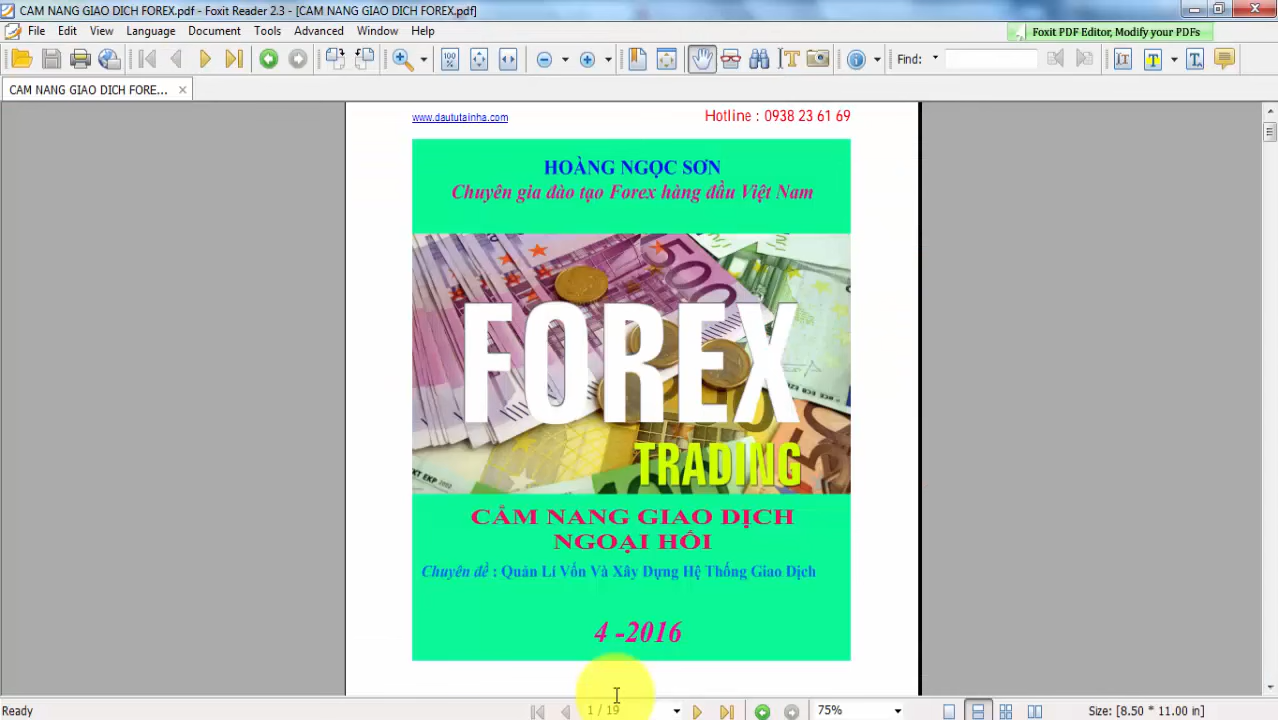 CAM NANG GIAO DICH FOREX.pdf - Foxit Reader 2.3 - [CAM NANG GIAO DICH FOREX.pdf]
File Edit View Language Document Tools Advanced Window Help
Foxit PDF Editor, Modify your PDFs
100 %
Find:
CAM NANG GIAO DICH FORE...
www.daututainha.com
Hotline : 0938 23 61 69
HOÀNG NGỌC SƠN
Chuyên gia đào tạo Forex hàng đầu Việt Nam
500
FOREX
TRADING
CẨM NANG GIAO DỊCH
NGOẠI HỐI
Chuyên đề : Quản Lí Vốn Và Xây Dựng Hệ Thống Giao Dịch
4 -2016
Ready
1 / 19
75%
Size: [8.50 * 11.00 in]